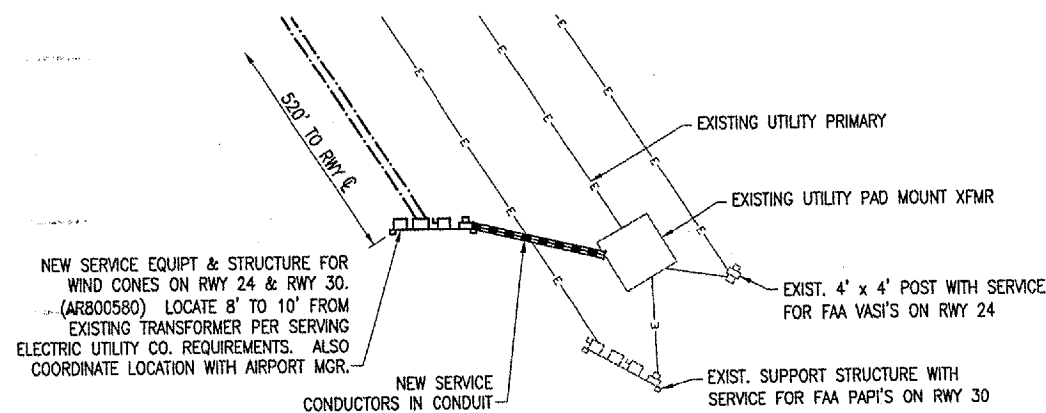 520' TO RWY ℄
EXISTING UTILITY PRIMARY
EXISTING UTILITY PAD MOUNT XFMR
NEW SERVICE EQUIPT & STRUCTURE FOR
WIND CONES ON RWY 24 & RWY 30.
(AR800580) LOCATE 8' TO 10' FROM
EXISTING TRANSFORMER PER SERVING
ELECTRIC UTILITY CO. REQUIREMENTS. ALSO
COORDINATE LOCATION WITH AIRPORT MGR.
NEW SERVICE
CONDUCTORS IN CONDUIT
EXIST. 4' x 4' POST WITH SERVICE
FOR FAA VASI'S ON RWY 24
EXIST. SUPPORT STRUCTURE WITH
SERVICE FOR FAA PAPI'S ON RWY 30
E
E
E
E
E
E
E
E
E
E